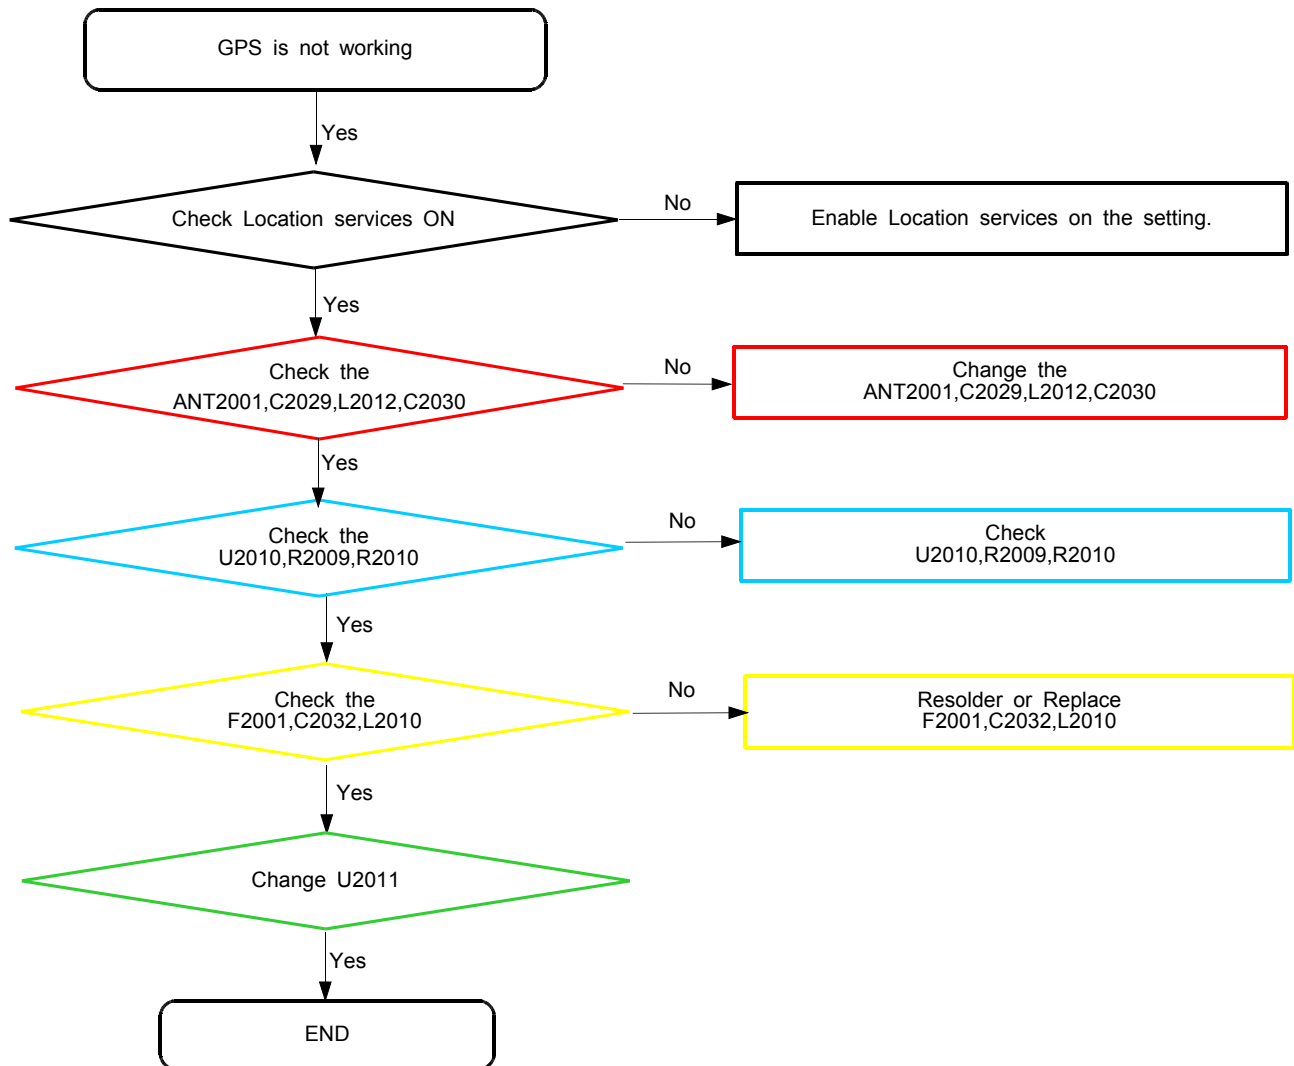 GPS is not working
Yes
Check Location services ON
No
Enable Location services on the setting.
Yes
Check the
ANT2001,C2029,L2012,C2030
No
Change the
ANT2001,C2029,L2012,C2030
Yes
Check the
U2010,R2009,R2010
No
Check
U2010,R2009,R2010
Yes
Check the
F2001,C2032,L2010
No
Resolder or Replace
F2001,C2032,L2010
Yes
Change U2011
Yes
END